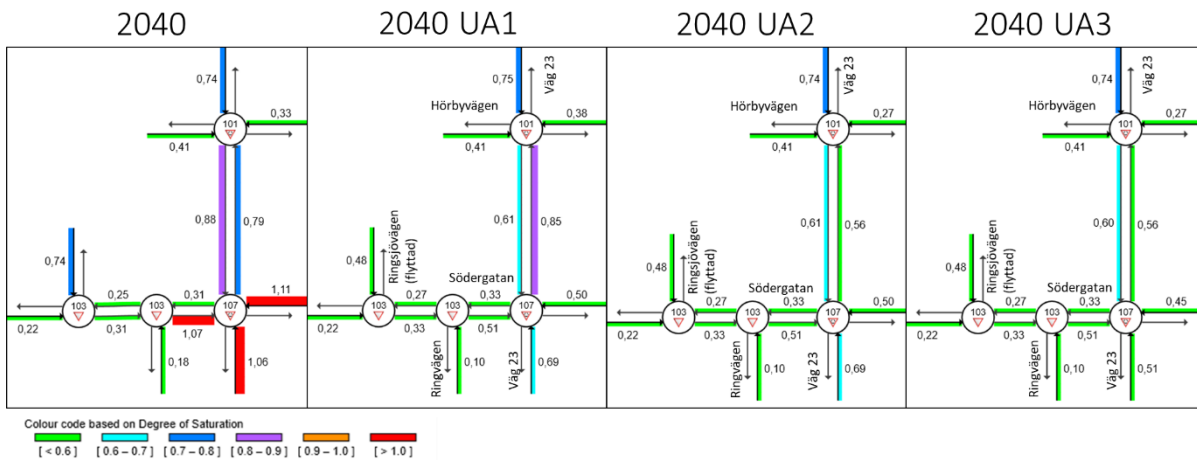 2040
2040 UA1
2040 UA2
2040 UA3
0,74
101
0,33
0,41
0,88
0,79
0,74
103
0,25
0,31
103
0,31
1,07
107
1,11
0,22
0,18
1,06
0,75
Väg 23
Hörbyvägen
101
0,38
0,41
0,61
0,85
0,48
Ringsjövägen
(flyttad)
Södergatan
103
0,27
0,33
103
0,33
0,51
107
0,50
0,22
Ringvägen
0,10
Väg 23
0,69
0,74
Väg 23
Hörbyvägen
101
0,27
0,41
0,61
0,56
0,48
Ringsjövägen
(flyttad)
Södergatan
103
0,27
0,33
103
0,33
0,51
107
0,50
0,22
Ringvägen
0,10
Väg 23
0,69
0,74
Väg 23
Hörbyvägen
101
0,27
0,41
0,60
0,56
0,48
Ringsjövägen
(flyttad)
Södergatan
103
0,27
0,33
103
0,33
0,51
107
0,45
0,22
Ringvägen
0,10
Väg 23
0,51
Colour code based on Degree of Saturation
[ < 0.6 ] [ 0.6 – 0.7 ] [ 0.7 – 0.8 ] [ 0.8 – 0.9 ] [ 0.9 – 1.0 ] [ > 1.0 ]